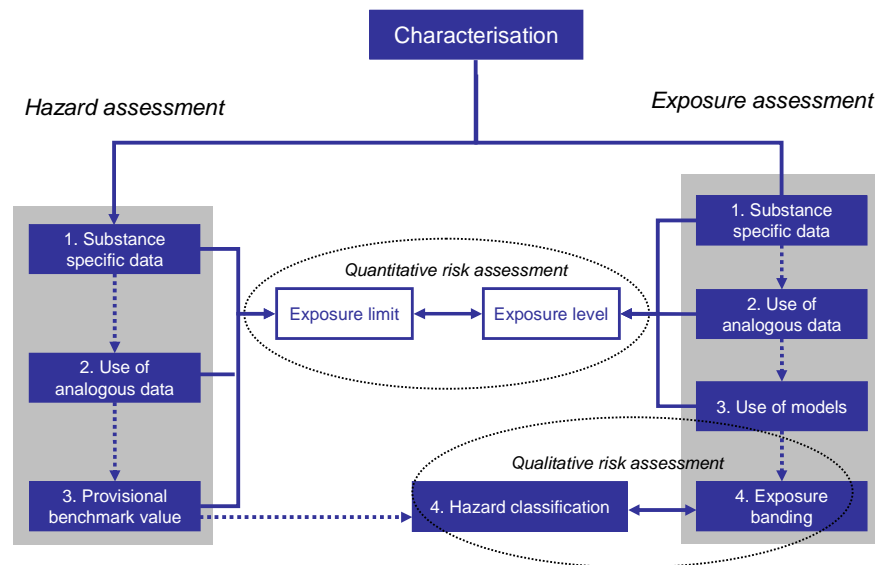 Characterisation
Hazard assessment
Exposure assessment
1. Substance
specific data
1. Substance
specific data
Quantitative risk assessment
Exposure limit
Exposure level
2. Use of
analogous data
2. Use of
analogous data
3. Use of models
Qualitative risk assessment
3. Provisional
benchmark value
4. Hazard classification
4. Exposure
banding